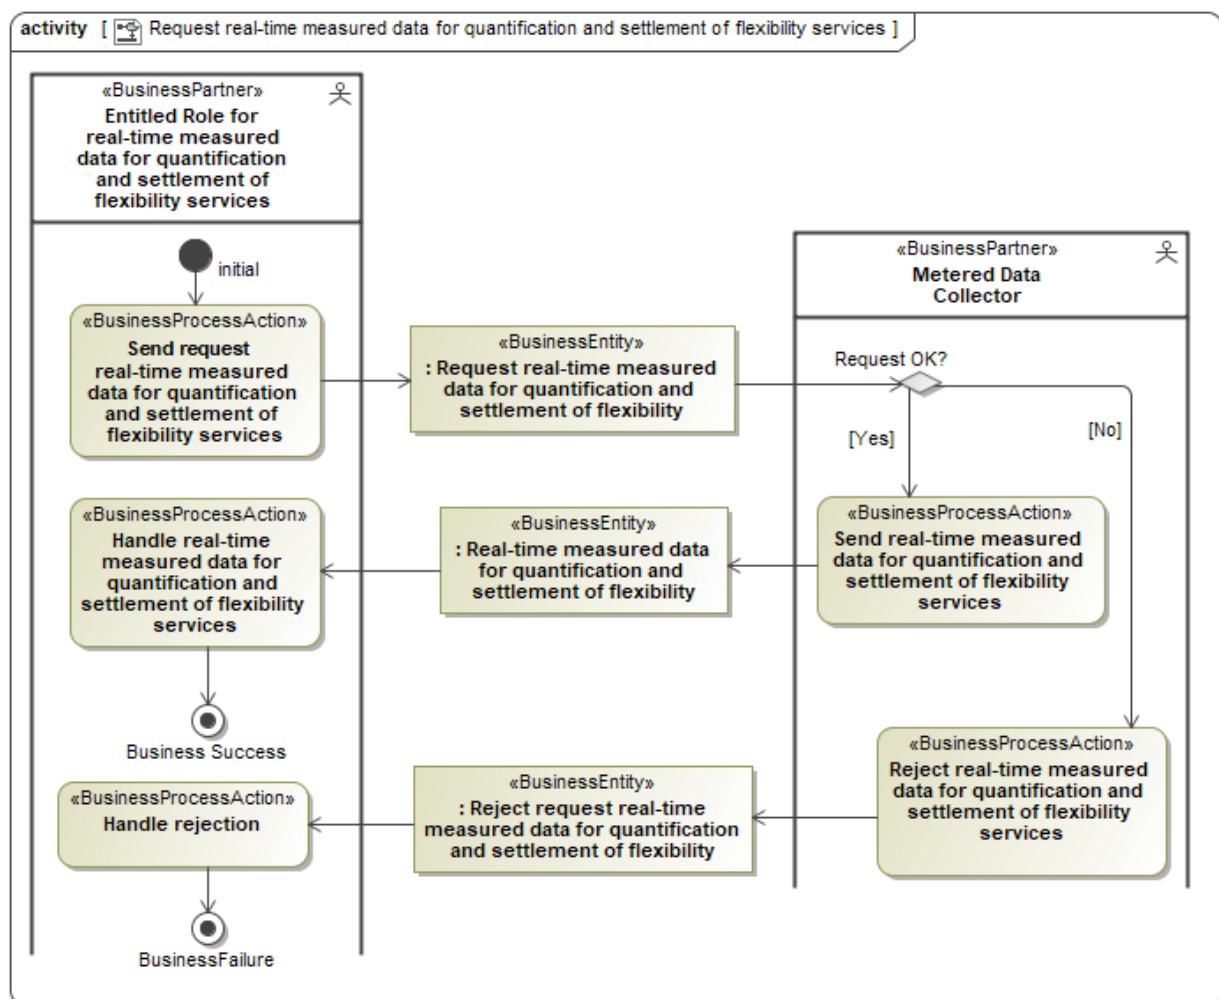 activity [ Request real-time measured data for quantification and settlement of flexibility services ]
«BusinessPartner»
Entitled Role for
real-time measured
data for quantification
and settlement of
flexibility services
initial
«BusinessPartner»
Metered Data
Collector
«BusinessProcessAction»
Send request
real-time measured
data for quantification
and settlement of
flexibility services
«BusinessEntity»
: Request real-time measured
data for quantification and
settlement of flexibility
Request OK?
[Yes]
[No]
«BusinessProcessAction»
Handle real-time
measured data for
quantification and
settlement of flexibility
services
«BusinessEntity»
: Real-time measured data
for quantification and
settlement of flexibility
«BusinessProcessAction»
Send real-time measured
data for quantification and
settlement of flexibility
services
Business Success
«BusinessProcessAction»
Handle rejection
«BusinessEntity»
: Reject request real-time
measured data for quantification
and settlement of flexibility
«BusinessProcessAction»
Reject real-time measured
data for quantification and
settlement of flexibility
services
BusinessFailure